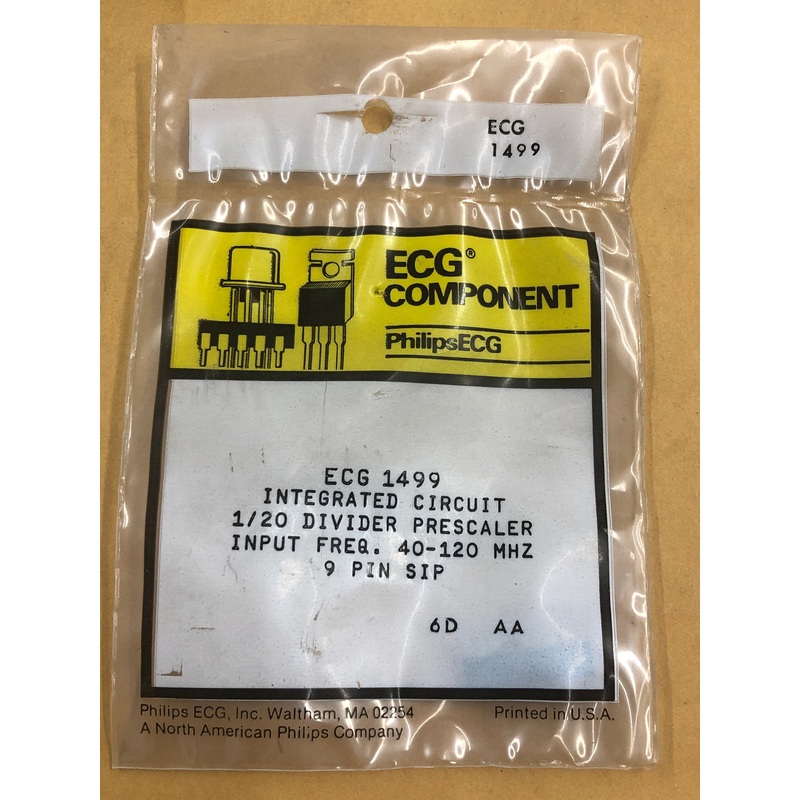 ECG
1499
ECG®
COMPONENT
PhilipsECG
ECG 1499
INTEGRATED CIRCUIT
1/20 DIVIDER PRESCALER
INPUT FREQ. 40-120 MHZ
9 PIN SIP
6D AA
Philips ECG, Inc. Waltham, MA 02254
Printed in U.S.A.
A North American Philips Company